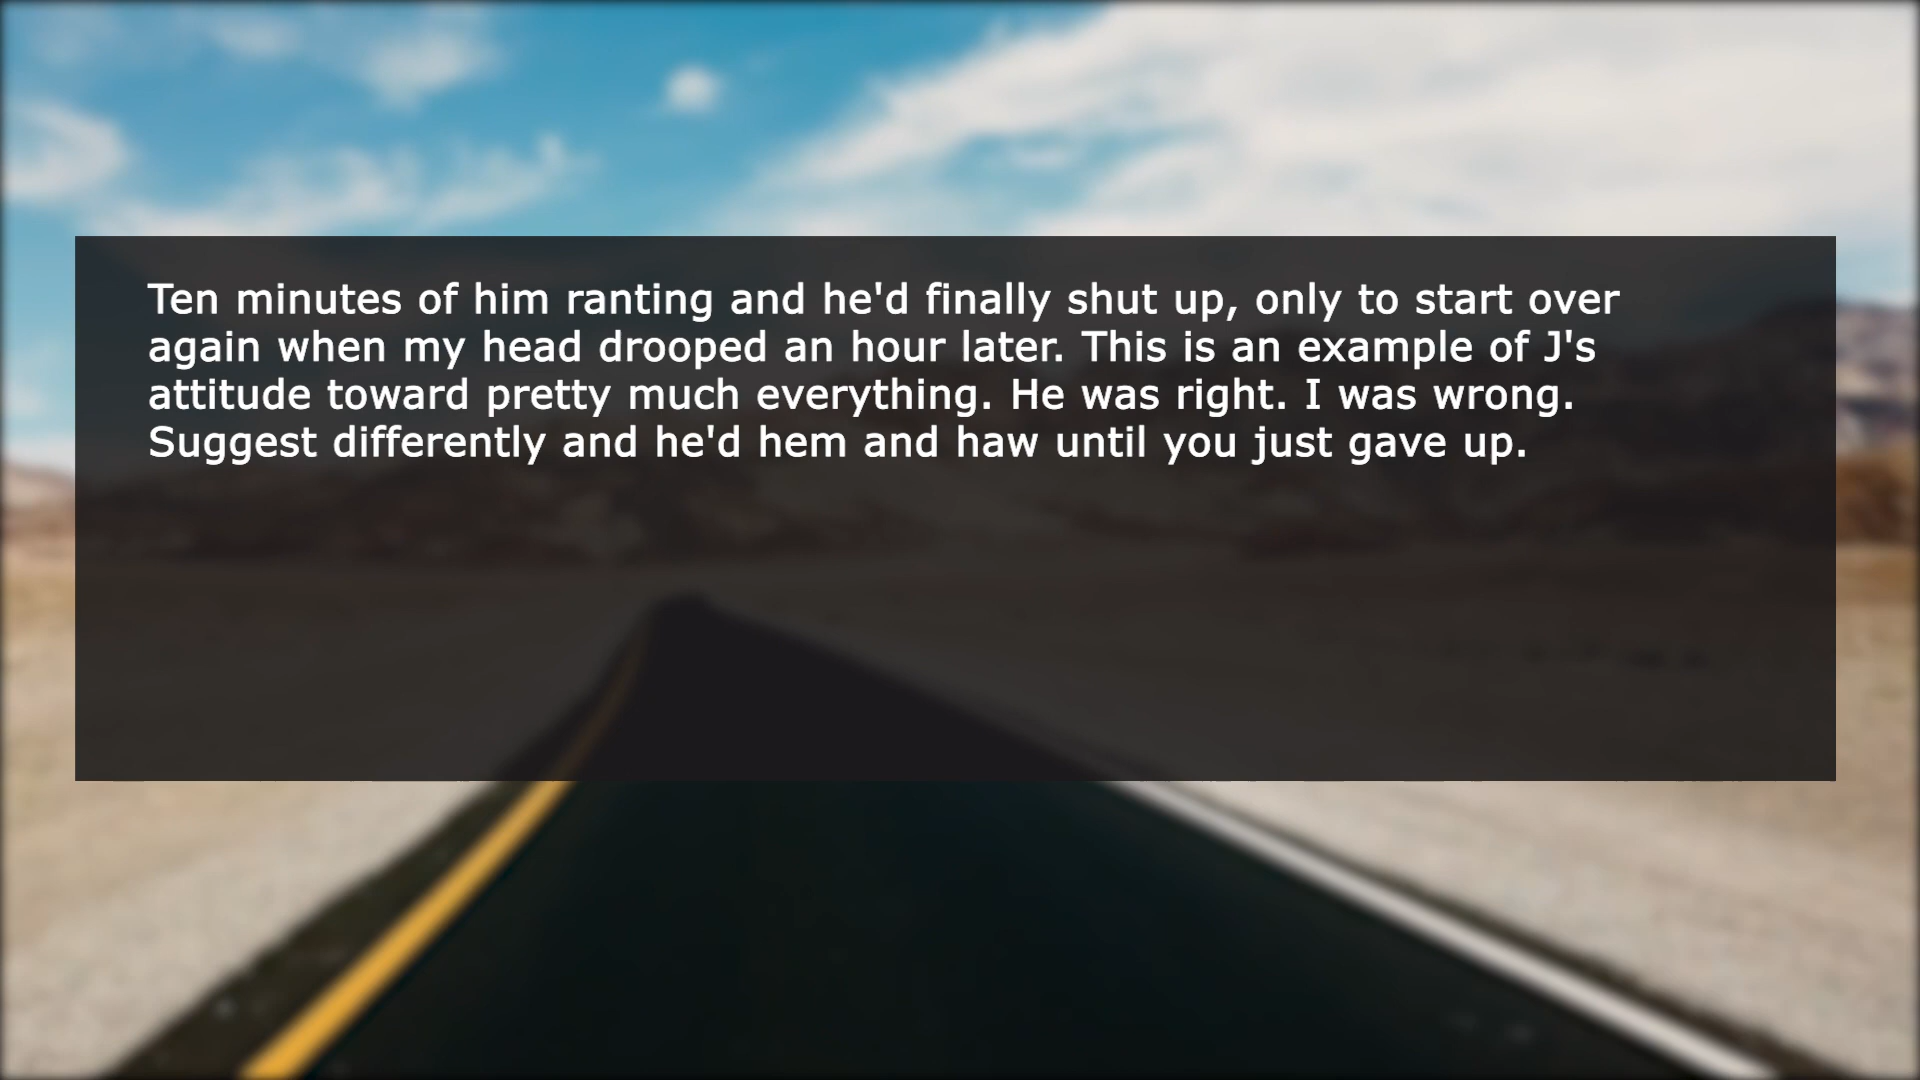 Ten minutes of him ranting and he'd finally shut up, only to start over
again when my head drooped an hour later. This is an example of J's
attitude toward pretty much everything. He was right. I was wrong.
Suggest differently and he'd hem and haw until you just gave up.